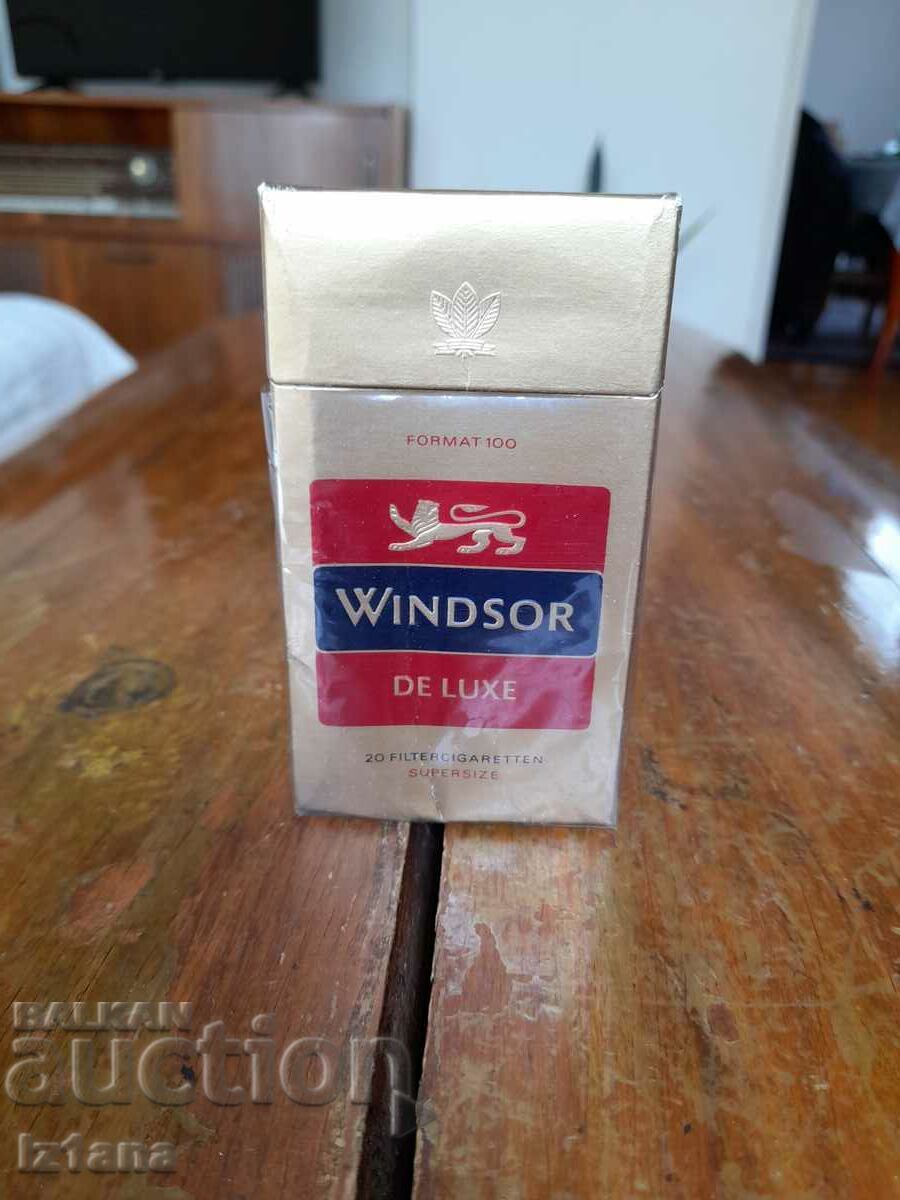 FORMAT 100
WINDSOR
DE LUXE
20 FILTERCIGARETTEN
SUPERSIZE
BALKAN
auction
iz1ana